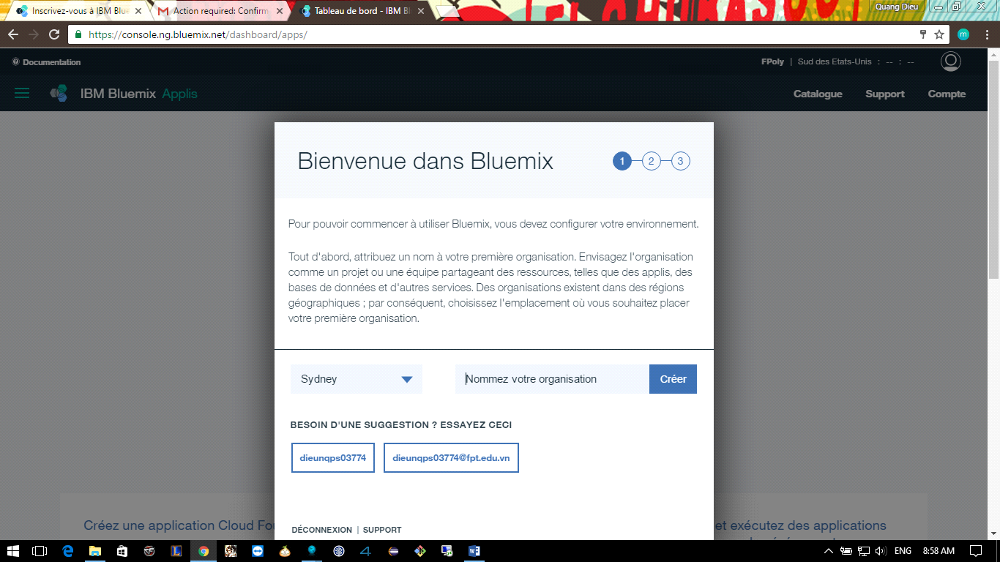 Inscrivez-vous à IBM Blue
Action required: Confirm
Tableau de bord - IBM Bl
Quang Dieu
https://console.ng.bluemix.net/dashboard/apps/
m
Documentation
FPoly | Sud des Etats-Unis : -- : --
IBM Bluemix Applis
Catalogue Support Compte
Bienvenue dans Bluemix
1 2 3
Pour pouvoir commencer à utiliser Bluemix, vous devez configurer votre environnement.
Tout d'abord, attribuez un nom à votre première organisation. Envisagez l'organisation
comme un projet ou une équipe partageant des ressources, telles que des applis, des
bases de données et d'autres services. Des organisations existent dans des régions
géographiques ; par conséquent, choisissez l'emplacement où vous souhaitez placer
votre première organisation.
Sydney
Nommez votre organisation
Créer
BESOIN D'UNE SUGGESTION ? ESSAYEZ CECI
dieunqps03774
dieunqps03774@fpt.edu.vn
Créez une application Cloud Fo
et exécutez des applications
DÉCONNEXION | SUPPORT
ENG 8:58 AM